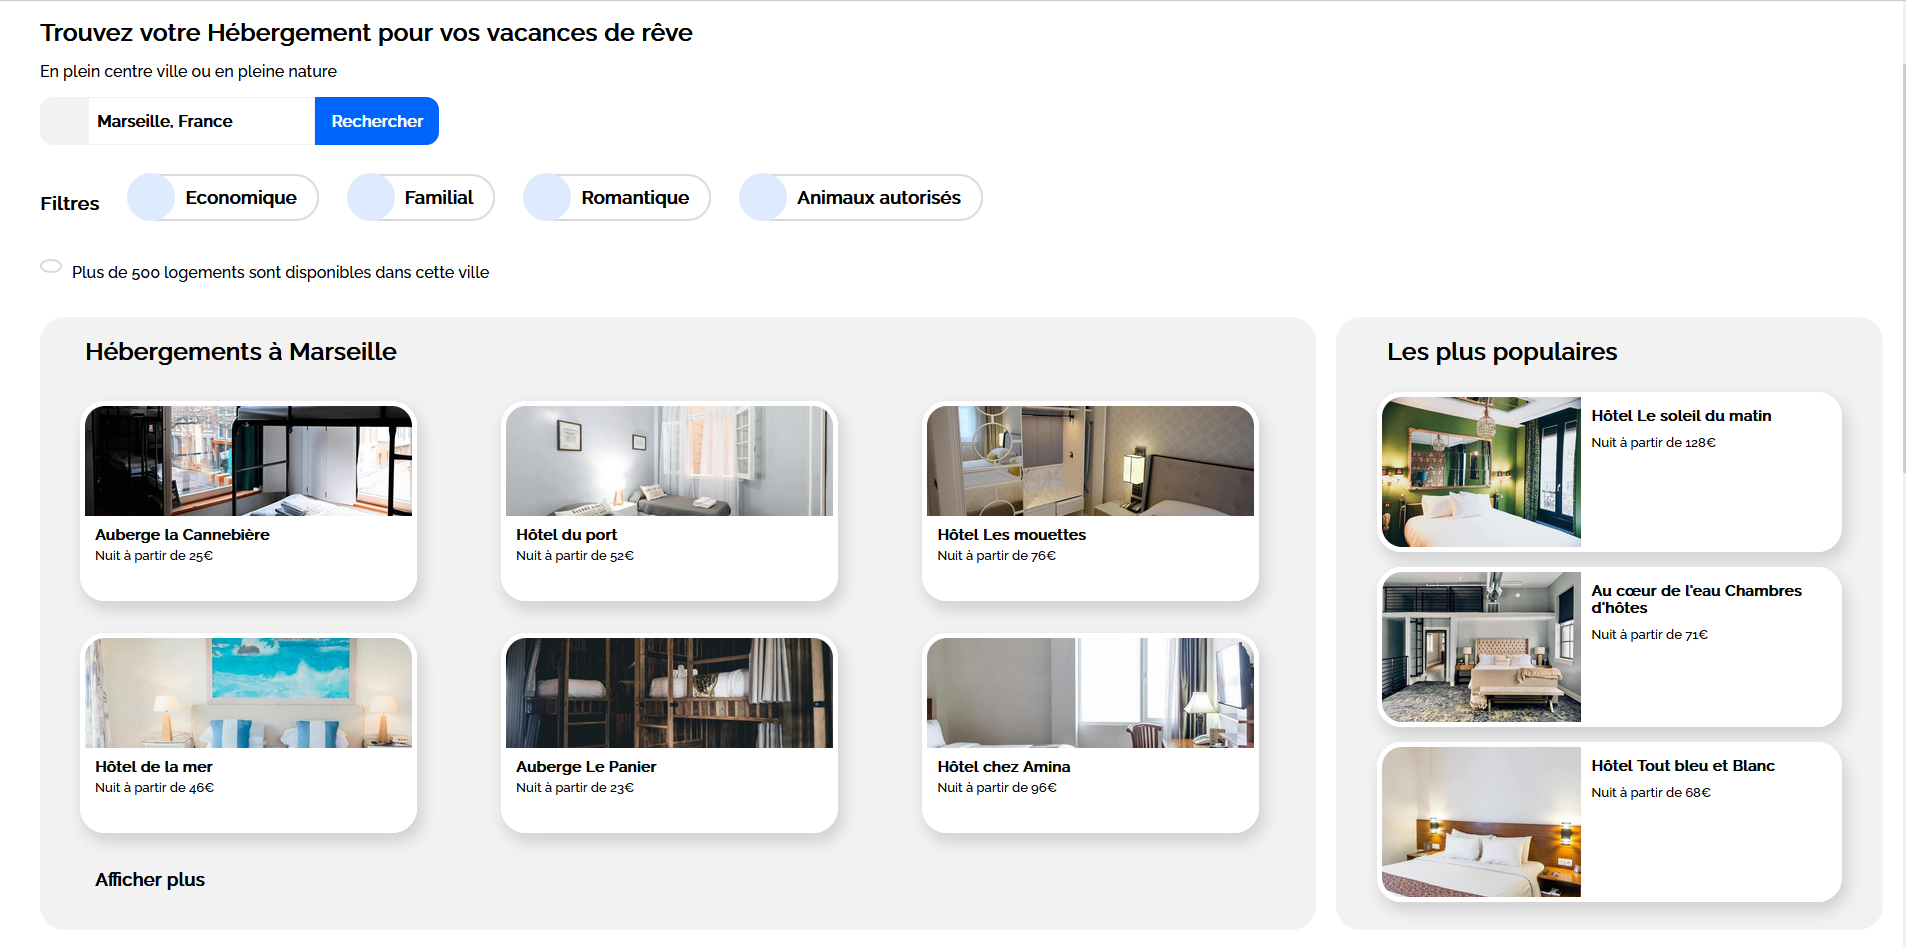 Trouvez votre Hébergement pour vos vacances de rêve
En plein centre ville ou en pleine nature
Marseille, France
Rechercher
Filtres
Economique
Familial
Romantique
Animaux autorisés
Plus de 500 logements sont disponibles dans cette ville
Hébergements à Marseille
Auberge la Cannebière
Nuit à partir de 25€
Hôtel du port
Nuit à partir de 52€
Hôtel Les mouettes
Nuit à partir de 76€
Hôtel de la mer
Nuit à partir de 46€
Auberge Le Panier
Nuit à partir de 23€
Hôtel chez Amina
Nuit à partir de 96€
Afficher plus
Les plus populaires
Hôtel Le soleil du matin
Nuit à partir de 128€
Au cœur de l'eau Chambres
d'hôtes
Nuit à partir de 71€
Hôtel Tout bleu et Blanc
Nuit à partir de 68€